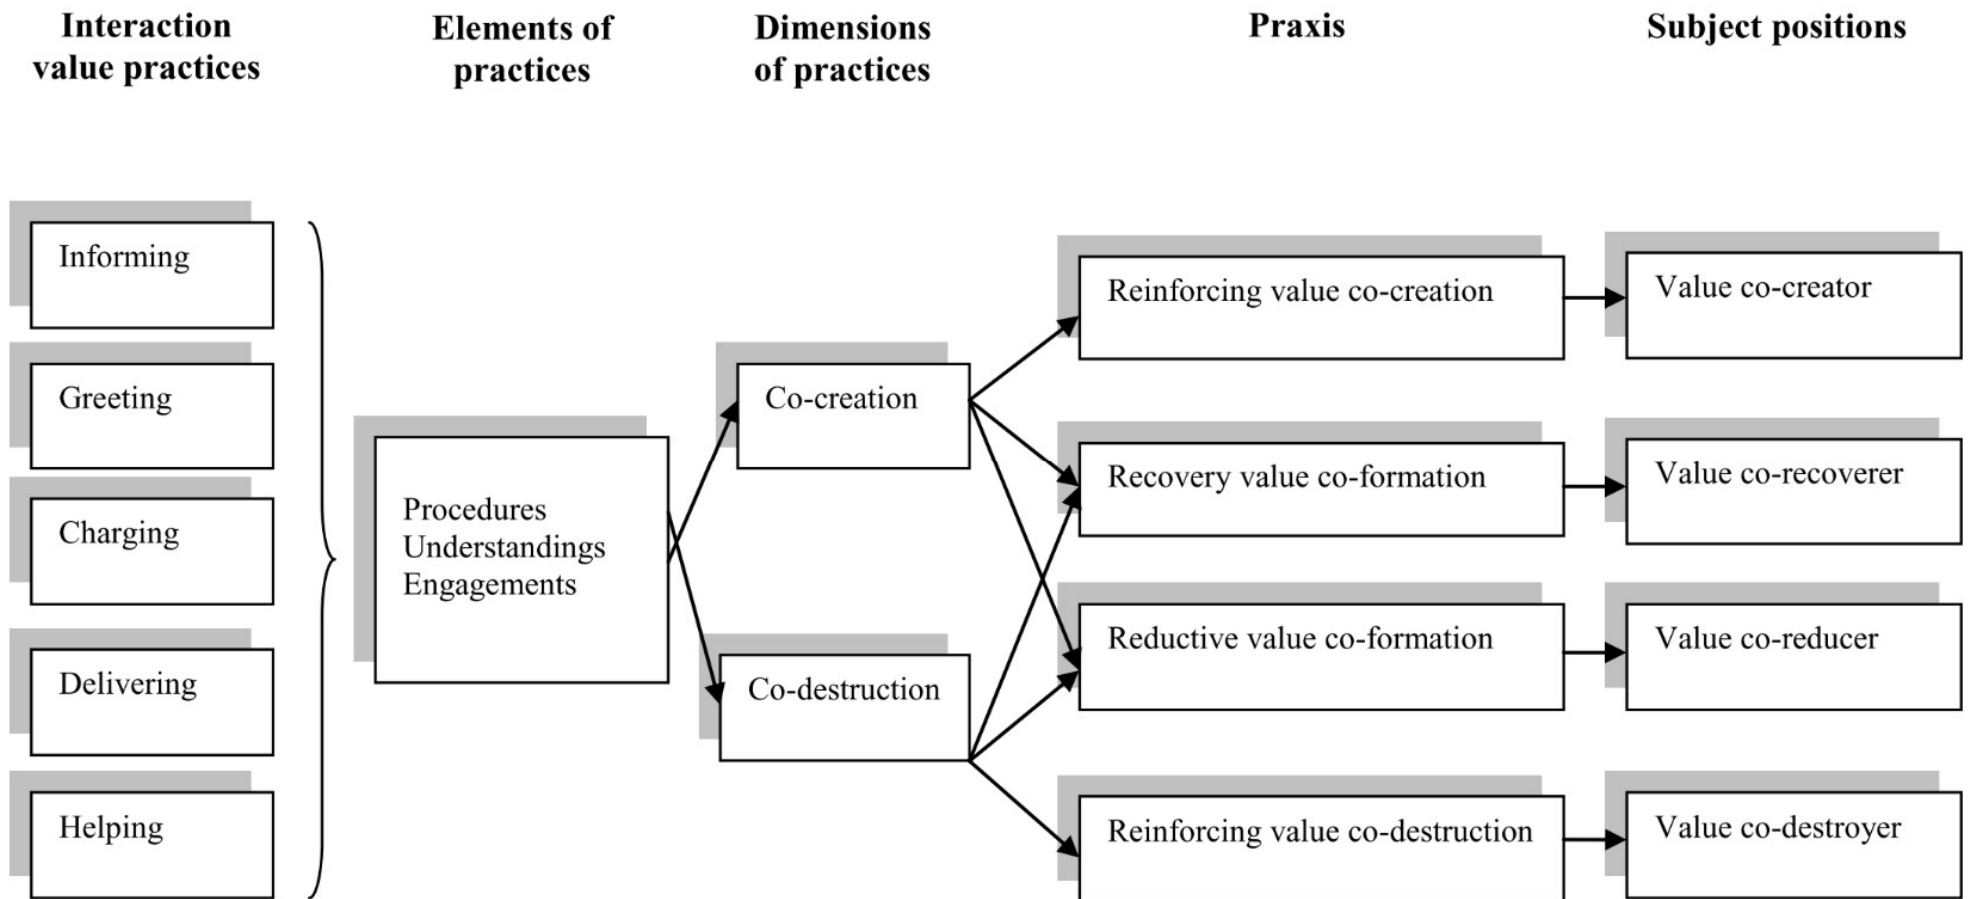 Interaction
value practices
Elements of
practices
Dimensions
of practices
Praxis
Subject positions
Informing
Greeting
Charging
Delivering
Helping
Procedures
Understandings
Engagements
Co-creation
Co-destruction
Reinforcing value co-creation
Recovery value co-formation
Reductive value co-formation
Reinforcing value co-destruction
Value co-creator
Value co-recoverer
Value co-reducer
Value co-destroyer